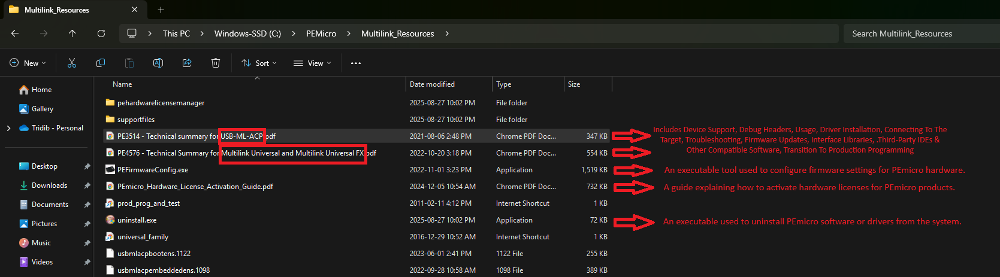 Multilink_Resources
This PC Windows-SSD (C:) PEMicro Multilink_Resources
Search Multilink_Resources
New Sort View
Name Date modified Type Size
Home
Gallery
Tridib - Personal
Desktop
Downloads
Documents
Pictures
Music
Videos
pehardwarelicensemanager 2025-08-27 10:02 PM File folder
supportfiles 2025-08-27 10:02 PM File folder
PE3514 - Technical summary for USB-ML-ACP.pdf 2021-08-06 2:48 PM Chrome PDF Doc... 347 KB
PE4576 - Technical Summary for Multilink Universal and Multilink Universal FX.pdf 2022-10-20 3:18 PM Chrome PDF Doc... 554 KB
PEFirmwareConfig.exe 2022-11-01 3:23 PM Application 1,519 KB
PEmicro_Hardware_License_Activation_Guide.pdf 2024-12-05 10:54 AM Chrome PDF Doc... 732 KB
prod_prog_and_test 2011-02-11 4:12 PM Internet Shortcut 1 KB
uninstall.exe 2025-08-27 10:02 PM Application 72 KB
universal_family 2016-12-29 10:52 AM Internet Shortcut 1 KB
usbmlacpbootens.1122 2023-06-01 2:41 PM 1122 File 255 KB
usbmlacpembeddedens.1098 2022-09-28 10:58 AM 1098 File 389 KB
Includes Device Support, Debug Headers, Usage, Driver Installation, Connecting To The
Target, Troubleshooting, Firmware Updates, Interface Libraries, .Third-Party IDEs &
Other Compatible Software, Transition To Production Programming
An executable tool used to configure firmware settings for PEmicro hardware.
A guide explaining how to activate hardware licenses for PEmicro products.
An executable used to uninstall PEmicro software or drivers from the system.